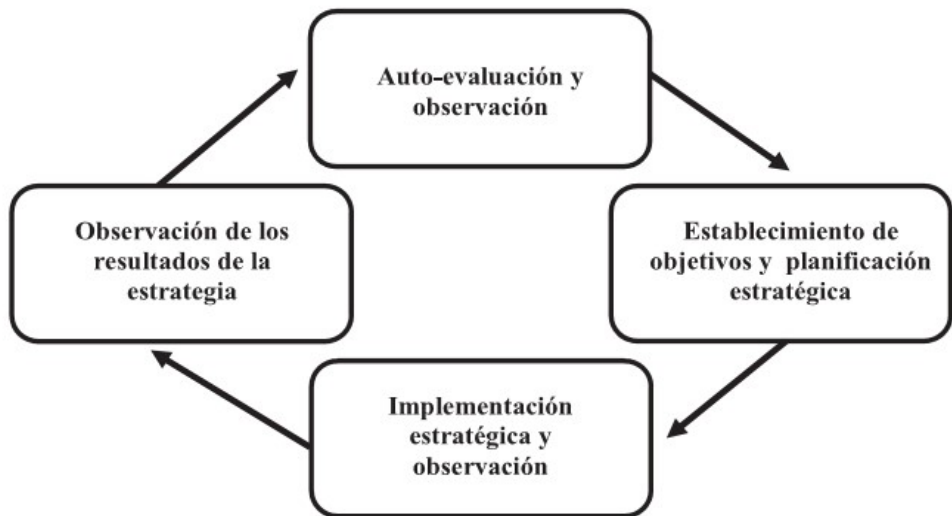 Auto-evaluación y
observación
Establecimiento de
objetivos y planificación
estratégica
Implementación
estratégica y
observación
Observación de los
resultados de la
estrategia